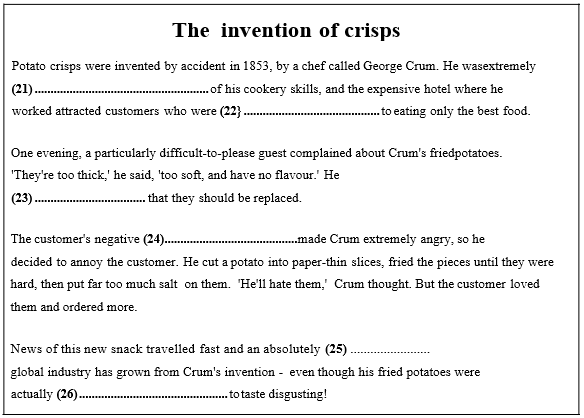 The invention of crisps
Potato crisps were invented by accident in 1853, by a chef called George Crum. He wasextremely
(21) ........................................................ of his cookery skills, and the expensive hotel where he
worked attracted customers who were (22} ............................................ to eating only the best food.
One evening, a particularly difficult-to-please guest complained about Crum's friedpotatoes.
'They're too thick,' he said, 'too soft, and have no flavour.' He
(23) ................................... that they should be replaced.
The customer's negative (24)..........................................made Crum extremely angry, so he
decided to annoy the customer. He cut a potato into paper-thin slices, fried the pieces until they were
hard, then put far too much salt on them. 'He'll hate them,' Crum thought. But the customer loved
them and ordered more.
News of this new snack travelled fast and an absolutely (25) .........................
global industry has grown from Crum's invention - even though his fried potatoes were
actually (26)............................................... to taste disgusting!